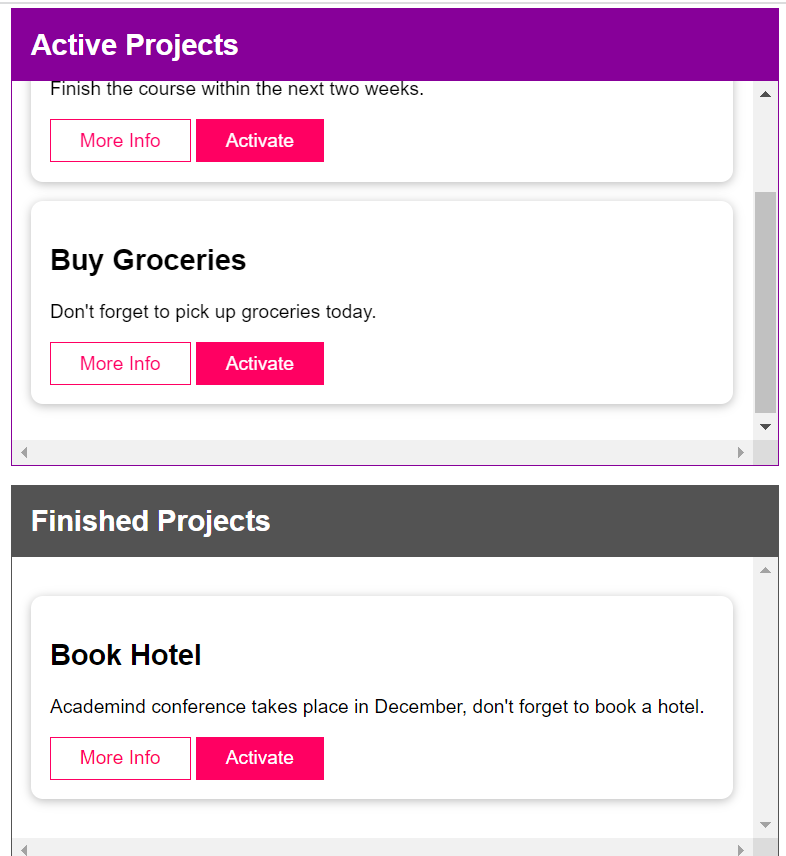 Active Projects
Finish the course within the next two weeks.
More Info Activate
Buy Groceries
Don't forget to pick up groceries today.
More Info Activate
Finished Projects
Book Hotel
Academind conference takes place in December, don't forget to book a hotel.
More Info Activate